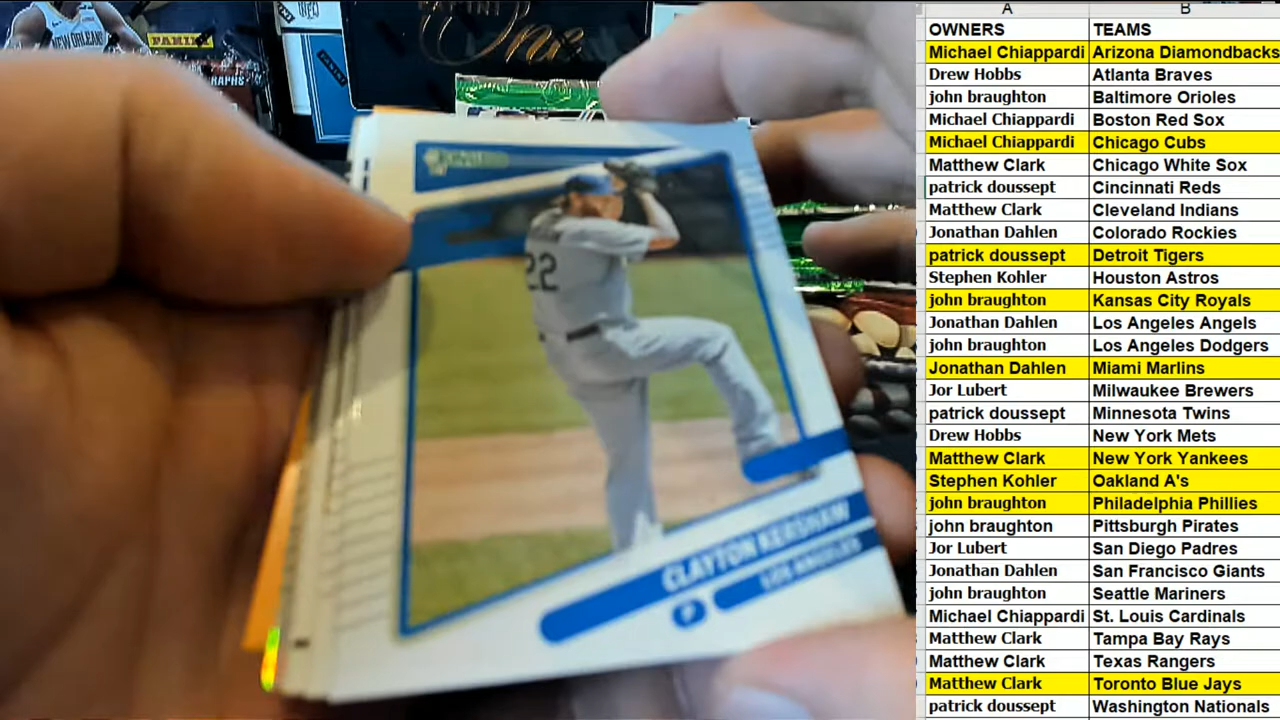 NEW ORLEANS
PANINI
One
22
CLAYTON KERSHAW
LOS ANGELES
P
A B
OWNERS TEAMS
Michael Chiappardi Arizona Diamondbacks
Drew Hobbs Atlanta Braves
john braughton Baltimore Orioles
Michael Chiappardi Boston Red Sox
Michael Chiappardi Chicago Cubs
Matthew Clark Chicago White Sox
patrick doussept Cincinnati Reds
Matthew Clark Cleveland Indians
Jonathan Dahlen Colorado Rockies
patrick doussept Detroit Tigers
Stephen Kohler Houston Astros
john braughton Kansas City Royals
Jonathan Dahlen Los Angeles Angels
john braughton Los Angeles Dodgers
Jonathan Dahlen Miami Marlins
Jor Lubert Milwaukee Brewers
patrick doussept Minnesota Twins
Drew Hobbs New York Mets
Matthew Clark New York Yankees
Stephen Kohler Oakland A's
john braughton Philadelphia Phillies
john braughton Pittsburgh Pirates
Jor Lubert San Diego Padres
Jonathan Dahlen San Francisco Giants
john braughton Seattle Mariners
Michael Chiappardi St. Louis Cardinals
Matthew Clark Tampa Bay Rays
Matthew Clark Texas Rangers
Matthew Clark Toronto Blue Jays
patrick doussept Washington Nationals